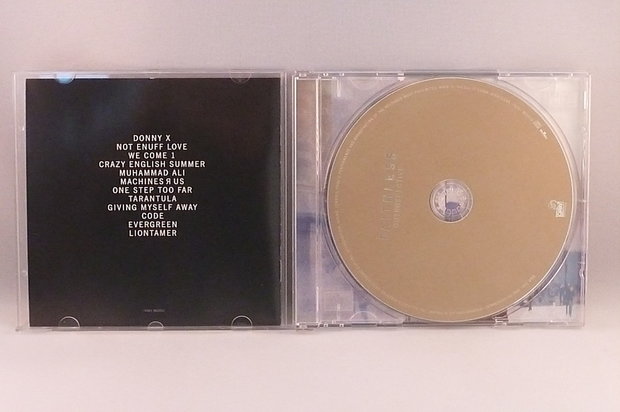 DONNY X
NOT ENUFF LOVE
WE COME 1
CRAZY ENGLISH SUMMER
MUHAMMAD ALI
MACHINES Я US
ONE STEP TOO FAR
TARANTULA
GIVING MYSELF AWAY
CODE
EVERGREEN
LIONTAMER
FAITHLESS